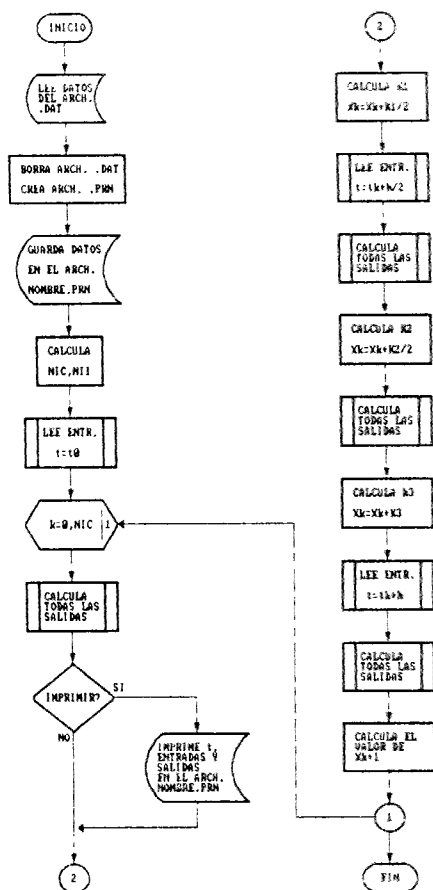 INICIO
LEE DATOS
DEL ARCH.
.DAT
BORRA ARCH. .DAT
CREA ARCH. .PRN
GUARDA DATOS
EN EL ARCH.
NOMBRE.PRN
CALCULA
NIC,NII
LEE ENTR.
t=t0
k=0,NIC
1
CALCULA
TODAS LAS
SALIDAS
IMPRIMIR?
SI
NO
IMPRIME t,
ENTRADAS Y
SALIDAS
EN EL ARCH.
NOMBRE.PRN
2
2
CALCULA K1
Xk=Xk+K1/2
LEE ENTR.
t=tk+h/2
CALCULA
TODAS LAS
SALIDAS
CALCULA K2
Xk=Xk+K2/2
CALCULA
TODAS LAS
SALIDAS
CALCULA k3
Xk=Xk+K3
LEE ENTR.
t=tk+h
CALCULA
TODAS LAS
SALIDAS
CALCULA EL
VALOR DE
Xk+1
1
FIN